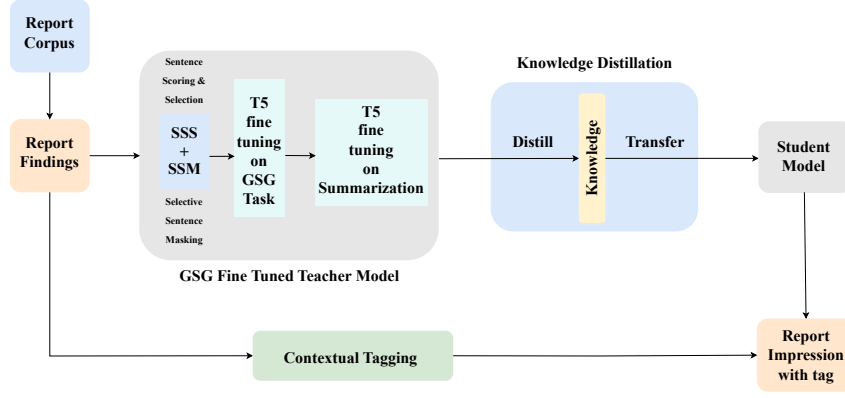 Report
Corpus
Report
Findings
Sentence
Scoring &
Selection
SSS
+
SSM
Selective
Sentence
Masking
T5
fine
tuning
on
GSG
Task
T5
fine
tuning
on
Summarization
GSG Fine Tuned Teacher Model
Knowledge Distillation
Distill
Knowledge
Transfer
Student
Model
Contextual Tagging
Report
Impression
with tag